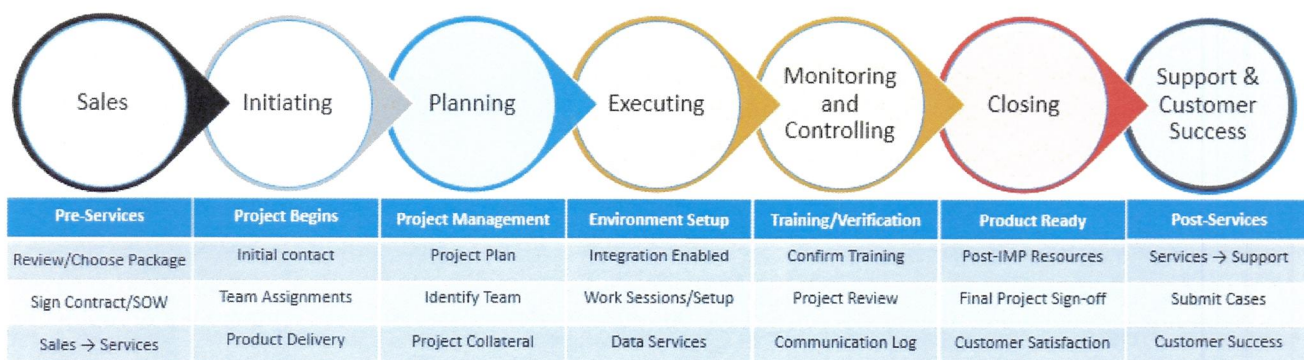 Sales
Initiating
Planning
Executing
Monitoring
and
Controlling
Closing
Support &
Customer
Success
Pre-Services Project Begins Project Management Environment Setup Training/Verification Product Ready Post-Services
Review/Choose Package Initial contact Project Plan Integration Enabled Confirm Training Post-IMP Resources Services → Support
Sign Contract/SOW Team Assignments Identify Team Work Sessions/Setup Project Review Final Project Sign-off Submit Cases
Sales → Services Product Delivery Project Collateral Data Services Communication Log Customer Satisfaction Customer Success